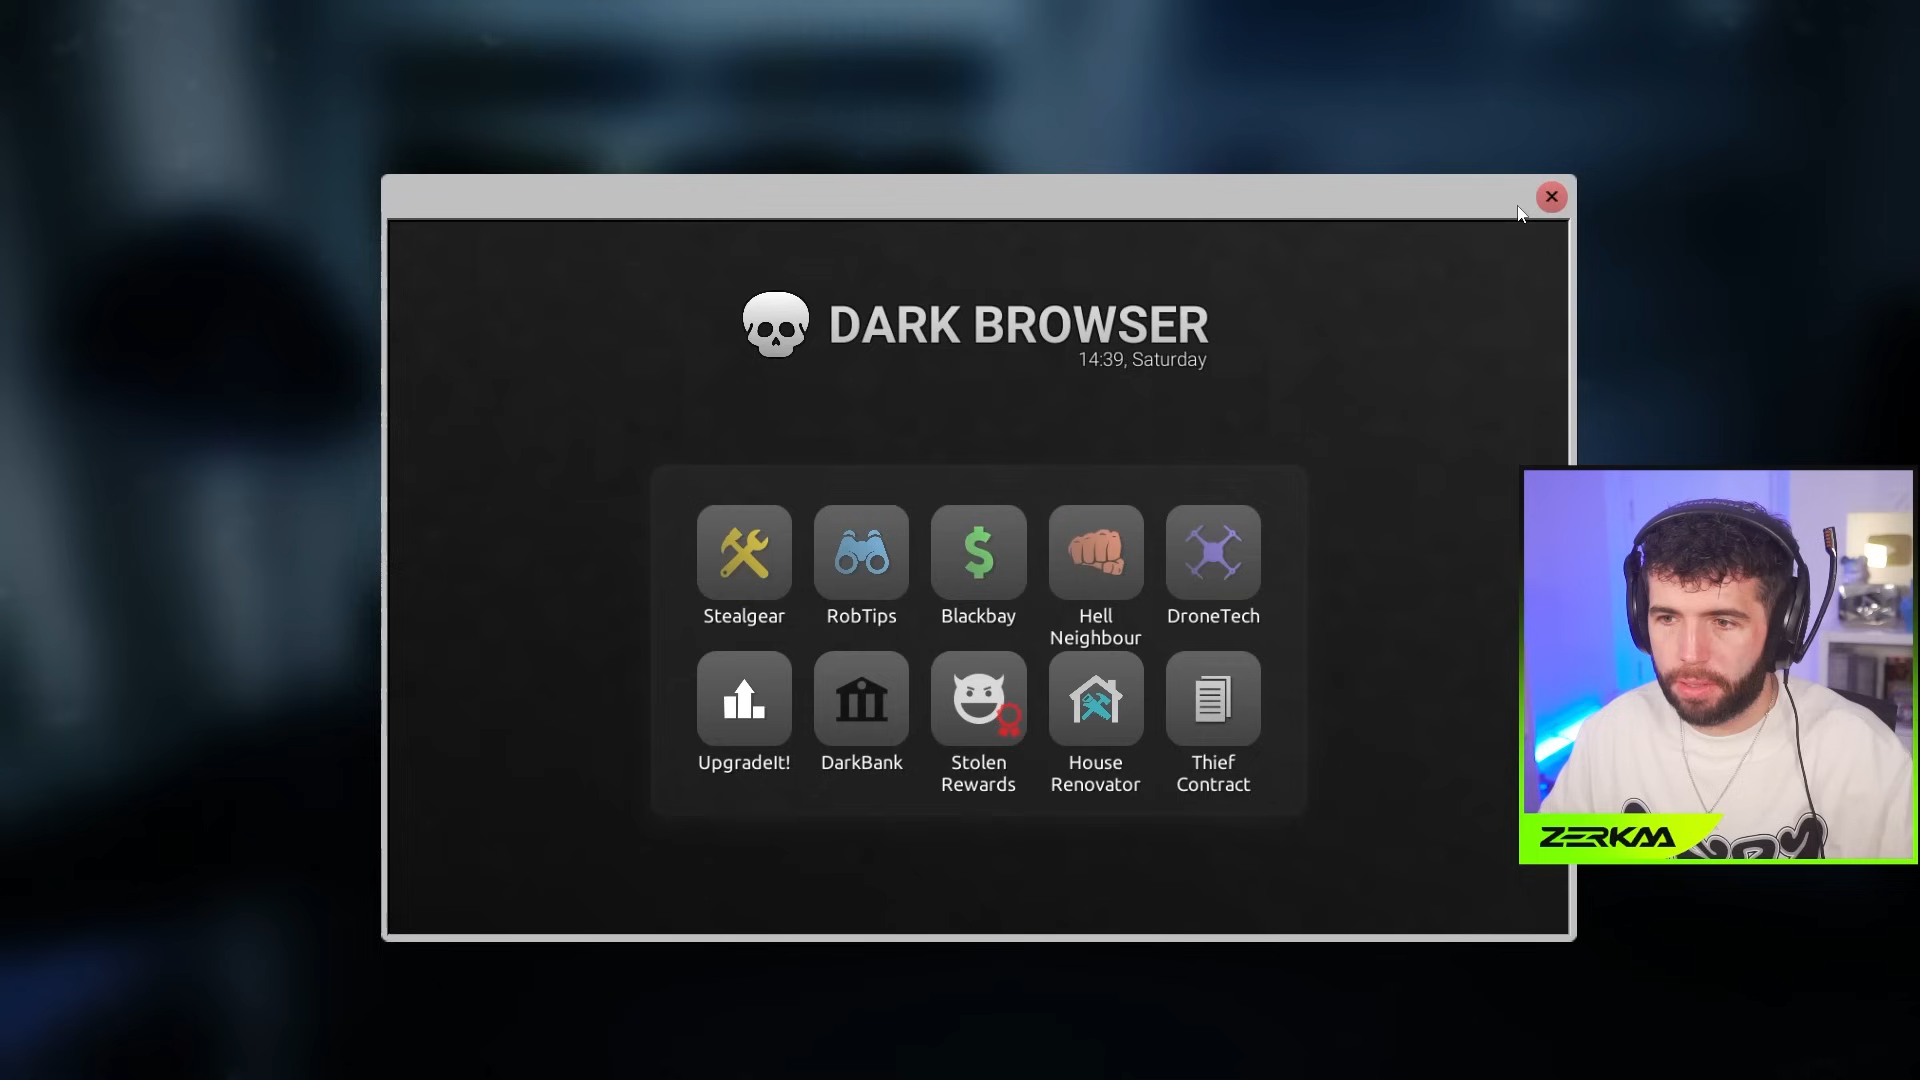 DARK BROWSER
14:39, Saturday
Stealgear
RobTips
Blackbay
Hell
Neighbour
DroneTech
UpgradeIt!
DarkBank
Stolen
Rewards
House
Renovator
Thief
Contract
ZERKAA